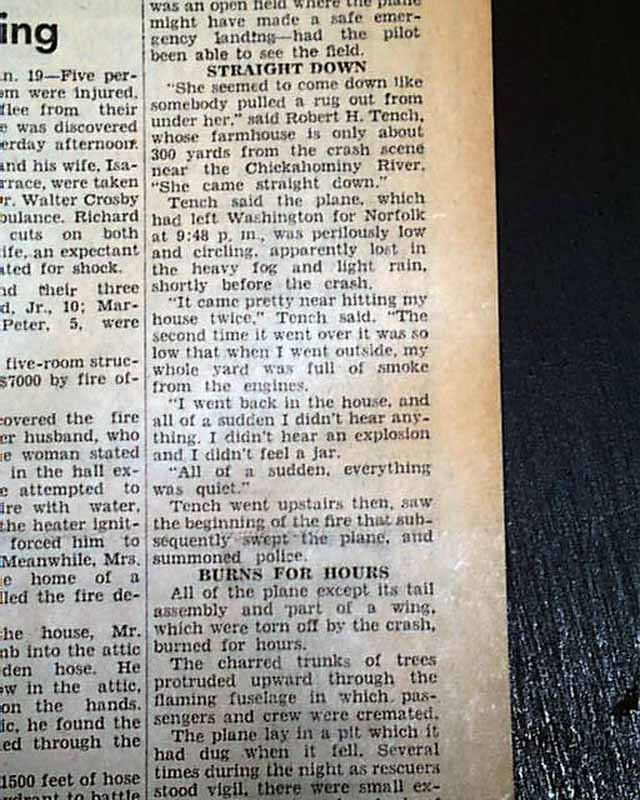 ing
n. 19—Five per-
em were injured,
flee from their
e was discovered
erday afternoon.
and his wife, Isa-
rrace, were taken
r. Walter Crosby
bulance. Richard
cuts on both
ife, an expectant
ated for shock.
nd their three
d, Jr., 10; Mar-
Peter, 5, were
five-room struc-
$7000 by fire of-
covered the fire
er husband, who
e woman stated
in the hall ex-
e attempted to
ire with water,
the heater ignit-
forced him to
Meanwhile, Mrs.
e home of a
lled the fire de-
he house, Mr.
mb into the attic
den hose. He
w in the attic,
on the hands.
ic, he found the
ed through the
1500 feet of hose
ydrant to battle
was an open field where the plane
might have made a safe emer-
gency landing—had the pilot
been able to see the field.
STRAIGHT DOWN
"She seemed to come down like
somebody pulled a rug out from
under her," said Robert H. Tench,
whose farmhouse is only about
300 yards from the crash scene
near the Chickahominy River.
"She came straight down."
Tench said the plane, which
had left Washington for Norfolk
at 9:48 p. m., was perilously low
and circling, apparently lost in
the heavy fog and light rain,
shortly before the crash.
"It came pretty near hitting my
house twice," Tench said. "The
second time it went over it was so
low that when I went outside, my
whole yard was full of smoke
from the engines.
"I went back in the house, and
all of a sudden I didn't hear any-
thing. I didn't hear an explosion
and I didn't feel a jar.
"All of a sudden, everything
was quiet."
Tench went upstairs then, saw
the beginning of the fire that sub-
sequently swept the plane, and
summoned police.
BURNS FOR HOURS
All of the plane except its tail
assembly and part of a wing,
which were torn off by the crash,
burned for hours.
The charred trunks of trees
protruded upward through the
flaming fuselage in which pas-
sengers and crew were cremated.
The plane lay in a pit which it
had dug when it fell. Several
times during the night as rescuers
stood vigil, there were small ex-